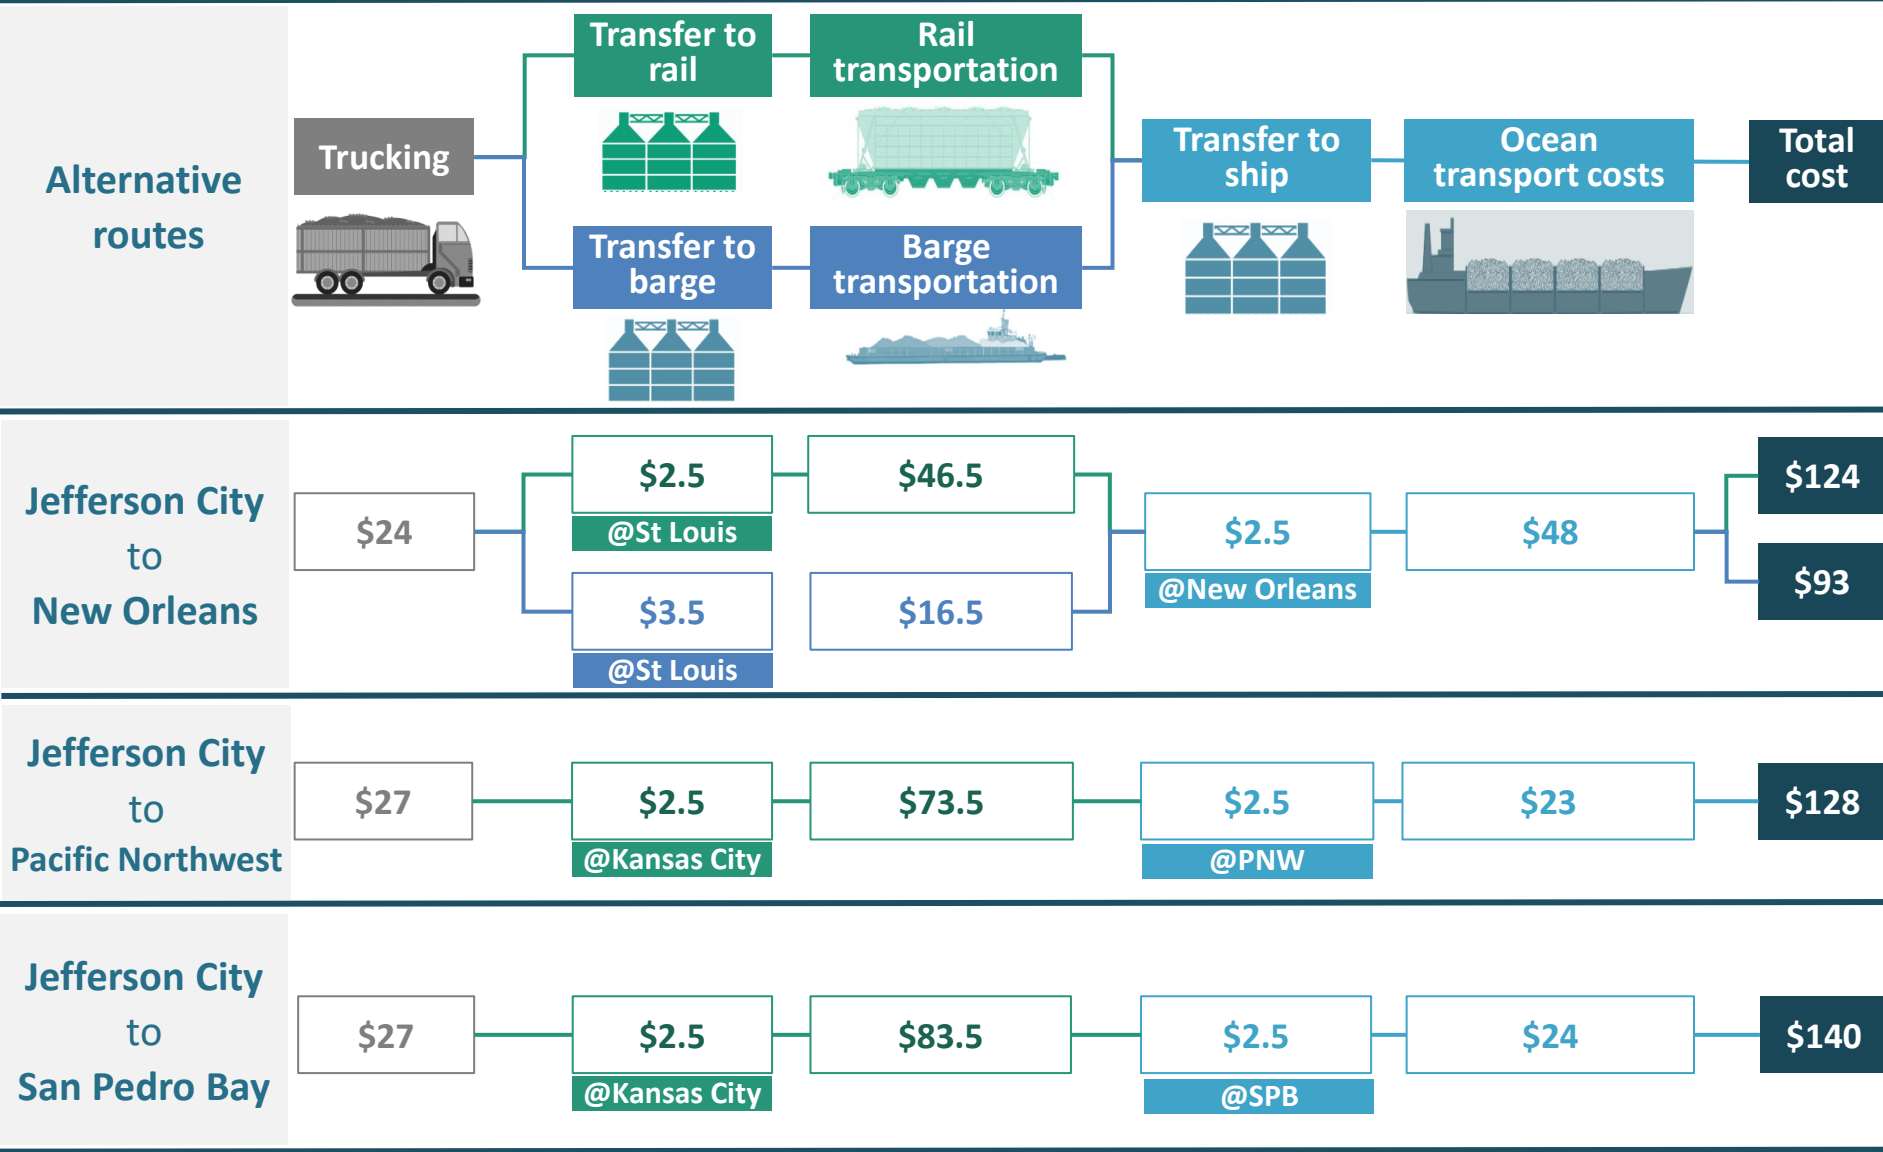 Alternative
routes
Trucking
Transfer to
rail
Rail
transportation
Transfer to
barge
Barge
transportation
Transfer to
ship
Ocean
transport costs
Total
cost
Jefferson City
to
New Orleans
$24
$2.5
@St Louis
$46.5
$3.5
@St Louis
$16.5
$2.5
@New Orleans
$48
$124
$93
Jefferson City
to
Pacific Northwest
$27
$2.5
@Kansas City
$73.5
$2.5
@PNW
$23
$128
Jefferson City
to
San Pedro Bay
$27
$2.5
@Kansas City
$83.5
$2.5
@SPB
$24
$140